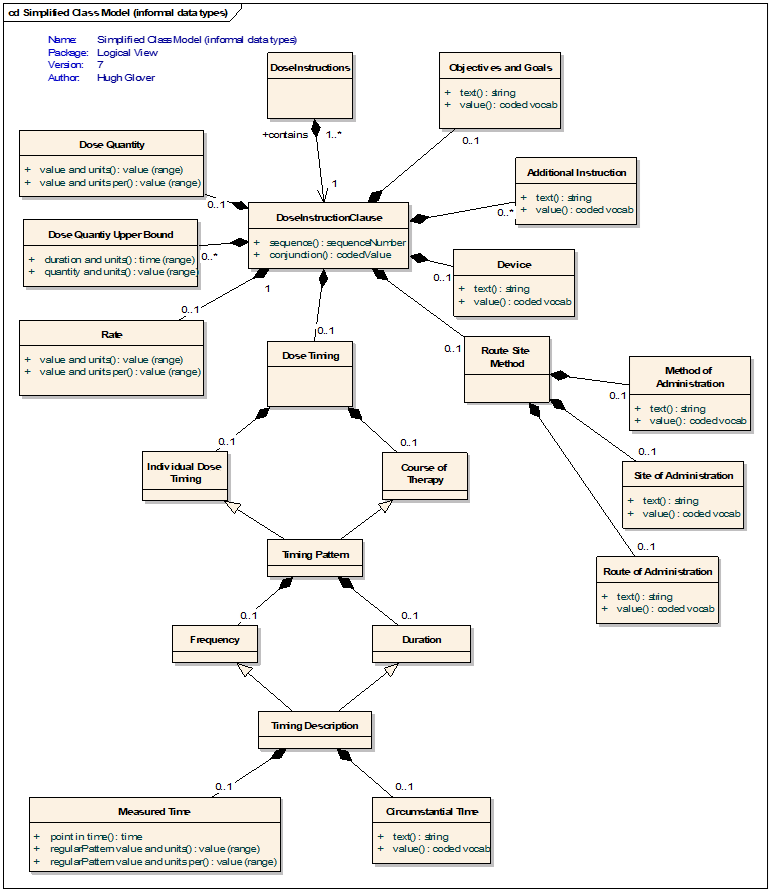 cd Simplified Class Model (informal data types)
Name: Simplified Class Model (informal data types)
Package: Logical View
Version: 7
Author: Hugh Glover
DoseInstructions
+contains 1..*
1
Objectives and Goals
+ text() : string
+ value() : coded vocab
0..1
Dose Quantity
+ value and units() : value (range)
+ value and units per() : value (range)
0..1
Additional Instruction
+ text() : string
+ value() : coded vocab
0..*
DoseInstructionClause
+ sequence() : sequenceNumber
+ conjunction() : codedValue
Dose Quantiy Upper Bound
+ duration and units() : time (range)
+ quantity and units() : value (range)
0..*
Device
+ text() : string
+ value() : coded vocab
0..1
1
0..1
Rate
+ value and units() : value (range)
+ value and units per() : value (range)
0..1
Dose Timing
0..1
Route Site
Method
Method of
Administration
+ text() : string
+ value() : coded vocab
0..1
0..1
Individual Dose
Timing
0..1
Course of
Therapy
0..1
Site of Administration
+ text() : string
+ value() : coded vocab
Timing Pattern
0..1
Route of Administration
+ text() : string
+ value() : coded vocab
0..1
Frequency
0..1
Duration
Timing Description
0..1
Measured Time
+ point in time() : time
+ regularPattern value and units() : value (range)
+ regularPattern value and units per() : value (range)
0..1
Circumstantial TIme
+ text() : string
+ value() : coded vocab